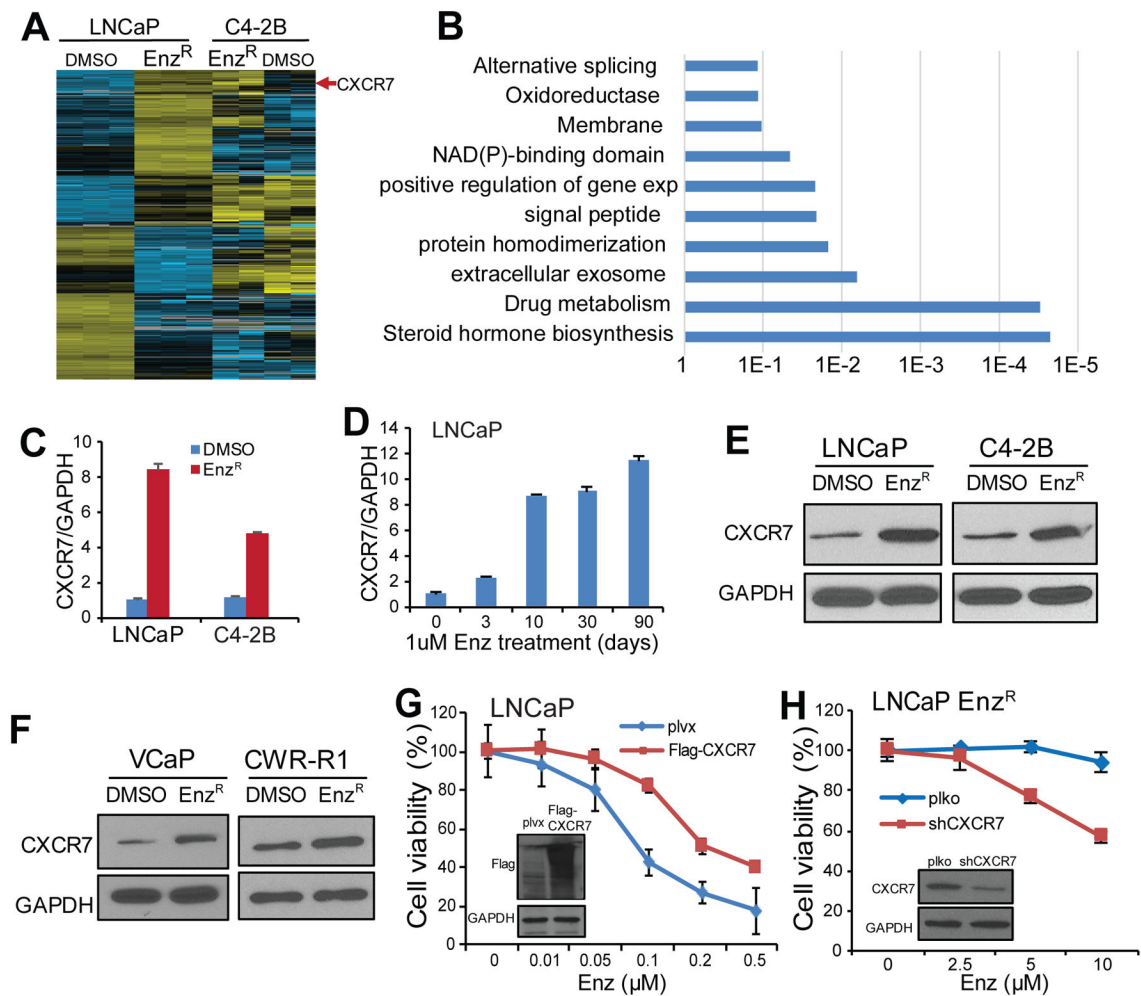 A
LNCaP C4-2B
DMSO EnzR EnzR DMSO
CXCR7
B
Alternative splicing
Oxidoreductase
Membrane
NAD(P)-binding domain
positive regulation of gene exp
signal peptide
protein homodimerization
extracellular exosome
Drug metabolism
Steroid hormone biosynthesis
1 1E-1 1E-2 1E-3 1E-4 1E-5
C
CXCR7/GAPDH
10
8
6
4
2
0
DMSO
EnzR
LNCaP C4-2B
D
LNCaP
CXCR7/GAPDH
14
12
10
8
6
4
2
0
0 3 10 30 90
1uM Enz treatment (days)
E
LNCaP C4-2B
DMSO EnzR DMSO EnzR
CXCR7
GAPDH
F
VCaP CWR-R1
DMSO EnzR DMSO EnzR
CXCR7
GAPDH
G
LNCaP
Cell viability (%)
120
100
80
60
40
20
0
plvx
Flag-CXCR7
plvx Flag-
CXCR7
Flag
GAPDH
0 0.01 0.05 0.1 0.2 0.5
Enz (µM)
H
LNCaP EnzR
Cell viability (%)
120
100
80
60
40
20
0
plko
shCXCR7
plko shCXCR7
CXCR7
GAPDH
0 2.5 5 10
Enz (µM)